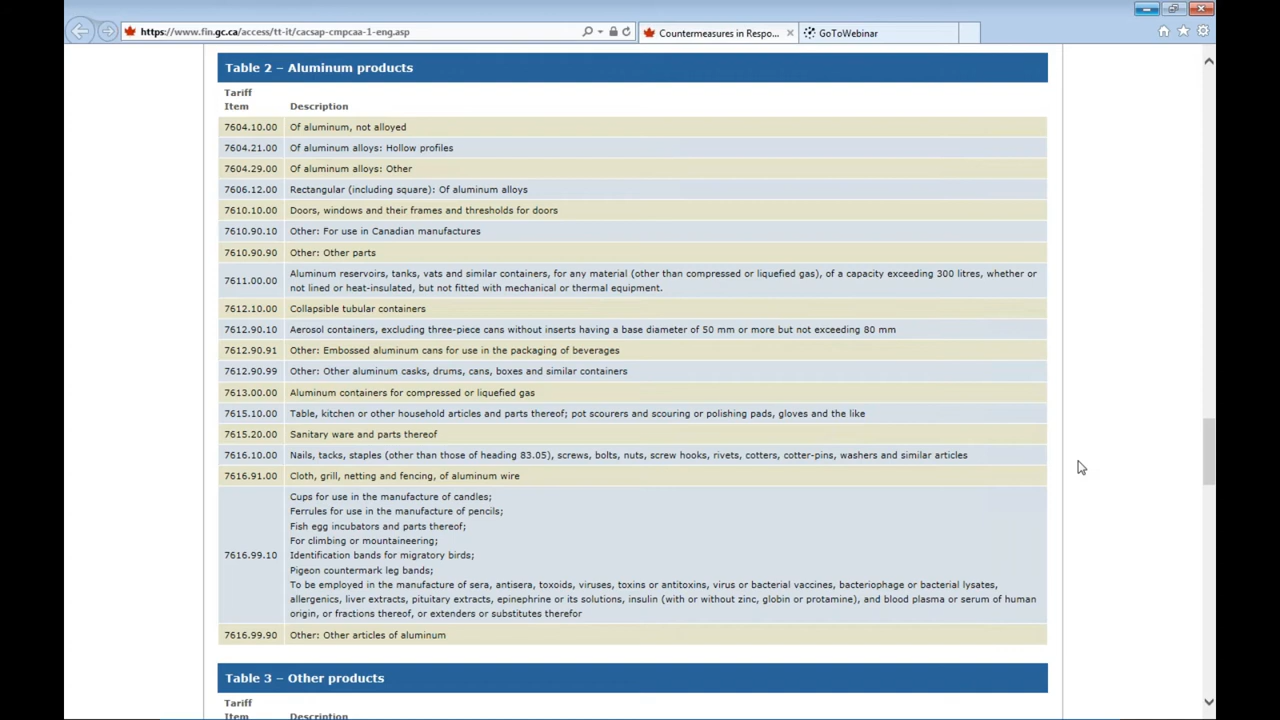 https://www.fin.gc.ca/access/tt-it/cacsap-cmpcaa-1-eng.asp
Countermeasures in Respo...
GoToWebinar
Table 2 – Aluminum products
Tariff
Item Description
7604.10.00 Of aluminum, not alloyed
7604.21.00 Of aluminum alloys: Hollow profiles
7604.29.00 Of aluminum alloys: Other
7606.12.00 Rectangular (including square): Of aluminum alloys
7610.10.00 Doors, windows and their frames and thresholds for doors
7610.90.10 Other: For use in Canadian manufactures
7610.90.90 Other: Other parts
7611.00.00 Aluminum reservoirs, tanks, vats and similar containers, for any material (other than compressed or liquefied gas), of a capacity exceeding 300 litres, whether or
not lined or heat-insulated, but not fitted with mechanical or thermal equipment.
7612.10.00 Collapsible tubular containers
7612.90.10 Aerosol containers, excluding three-piece cans without inserts having a base diameter of 50 mm or more but not exceeding 80 mm
7612.90.91 Other: Embossed aluminum cans for use in the packaging of beverages
7612.90.99 Other: Other aluminum casks, drums, cans, boxes and similar containers
7613.00.00 Aluminum containers for compressed or liquefied gas
7615.10.00 Table, kitchen or other household articles and parts thereof; pot scourers and scouring or polishing pads, gloves and the like
7615.20.00 Sanitary ware and parts thereof
7616.10.00 Nails, tacks, staples (other than those of heading 83.05), screws, bolts, nuts, screw hooks, rivets, cotters, cotter-pins, washers and similar articles
7616.91.00 Cloth, grill, netting and fencing, of aluminum wire
Cups for use in the manufacture of candles;
Ferrules for use in the manufacture of pencils;
Fish egg incubators and parts thereof;
For climbing or mountaineering;
7616.99.10 Identification bands for migratory birds;
Pigeon countermark leg bands;
To be employed in the manufacture of sera, antisera, toxoids, viruses, toxins or antitoxins, virus or bacterial vaccines, bacteriophage or bacterial lysates,
allergenics, liver extracts, pituitary extracts, epinephrine or its solutions, insulin (with or without zinc, globin or protamine), and blood plasma or serum of human
origin, or fractions thereof, or extenders or substitutes therefor
7616.99.90 Other: Other articles of aluminum
Table 3 – Other products
Tariff
Item Description